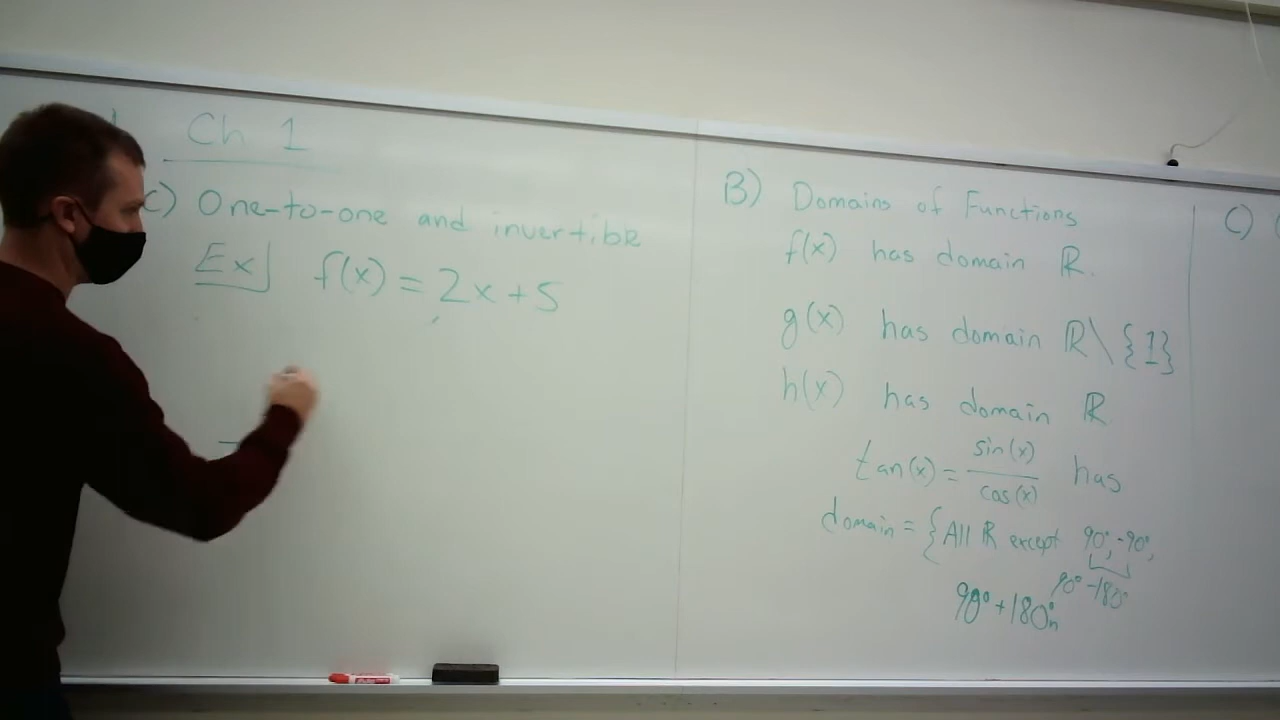 Ch 1
C) One-to-one and invertible
Ex f(x) = 2x + 5
B) Domains of Functions
f(x) has domain ℝ.
g(x) has domain ℝ\{1}
h(x) has domain ℝ
tan(x) = sin(x)/cos(x) has
domain = {All ℝ except 90°, -90°,
90° -180°
90° + 180°n
C)